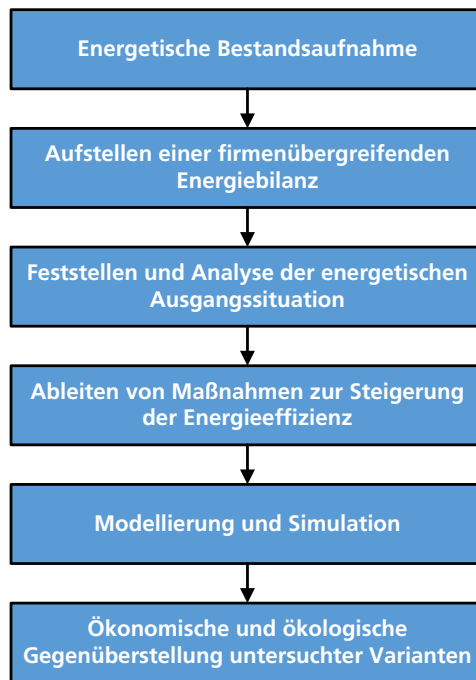 Energetische Bestandsaufnahme
Aufstellen einer firmenübergreifenden
Energiebilanz
Feststellen und Analyse der energetischen
Ausgangssituation
Ableiten von Maßnahmen zur Steigerung
der Energieeffizienz
Modellierung und Simulation
Ökonomische und ökologische
Gegenüberstellung untersuchter Varianten